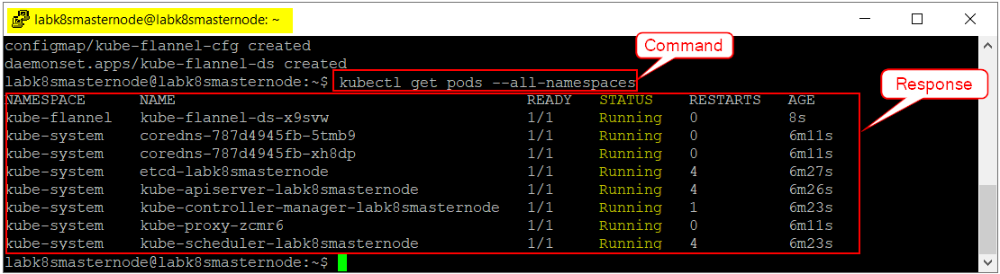 labk8smasternode@labk8smasternode: ~
configmap/kube-flannel-cfg created
daemonset.apps/kube-flannel-ds created
Command
labk8smasternode@labk8smasternode:~$ kubectl get pods --all-namespaces
Response
NAMESPACE NAME READY STATUS RESTARTS AGE
kube-flannel kube-flannel-ds-x9svw 1/1 Running 0 8s
kube-system coredns-787d4945fb-5tmb9 1/1 Running 0 6m11s
kube-system coredns-787d4945fb-xh8dp 1/1 Running 0 6m11s
kube-system etcd-labk8smasternode 1/1 Running 4 6m27s
kube-system kube-apiserver-labk8smasternode 1/1 Running 4 6m26s
kube-system kube-controller-manager-labk8smasternode 1/1 Running 1 6m23s
kube-system kube-proxy-zcmr6 1/1 Running 0 6m11s
kube-system kube-scheduler-labk8smasternode 1/1 Running 4 6m23s
labk8smasternode@labk8smasternode:~$